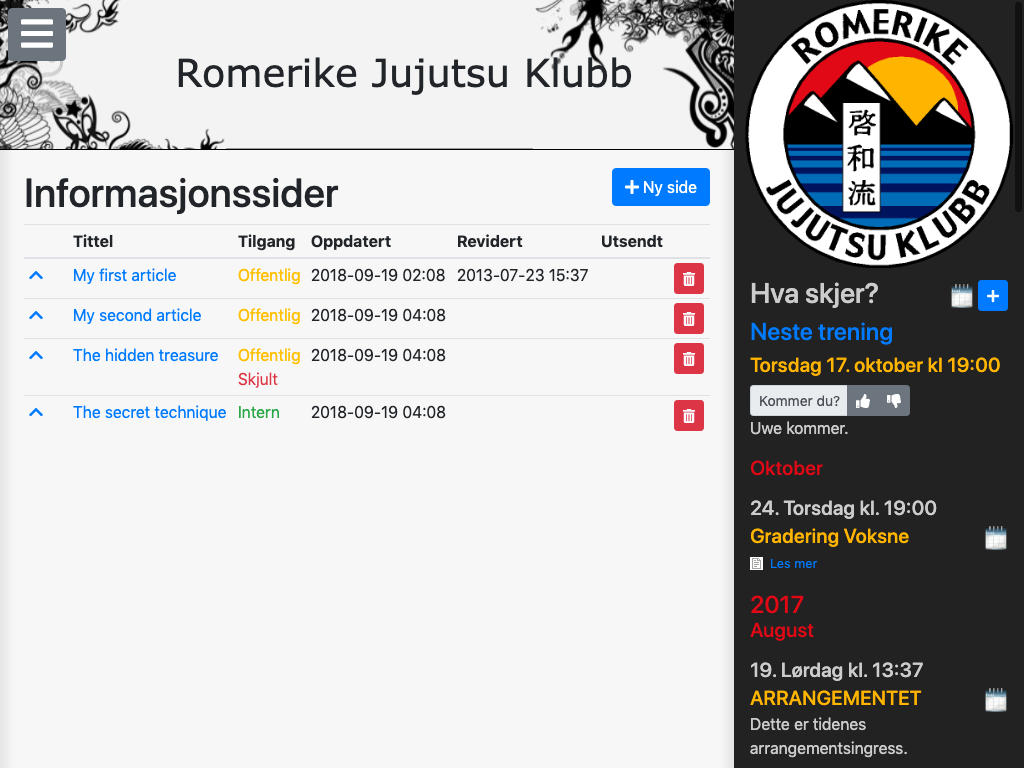 Romerike Jujutsu Klubb
Informasjonssider
Ny side
Tittel Tilgang Oppdatert Revidert Utsendt
My first article Offentlig 2018-09-19 02:08 2013-07-23 15:37
My second article Offentlig 2018-09-19 04:08
The hidden treasure Offentlig 2018-09-19 04:08
Skjult
The secret technique Intern 2018-09-19 04:08
ROMERIKE
啓和流
JUJUTSU KLUBB
Hva skjer?
Neste trening
Torsdag 17. oktober kl 19:00
Kommer du?
Uwe kommer.
Oktober
24. Torsdag kl. 19:00
Gradering Voksne
Les mer
2017
August
19. Lørdag kl. 13:37
ARRANGEMENTET
Dette er tidenes
arrangementsingress.